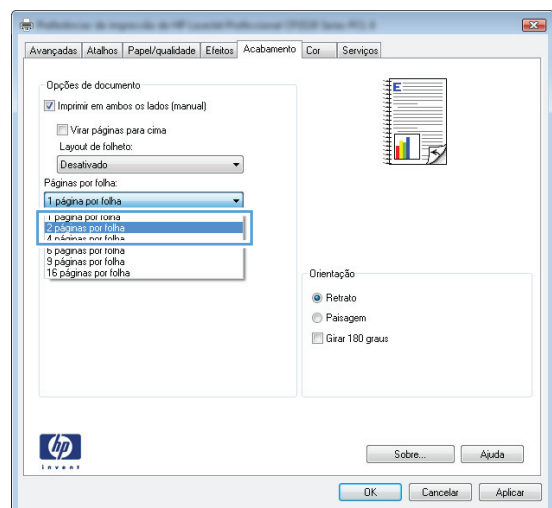 Avançadas Atalhos Papel/qualidade Efeitos Acabamento Cor Serviços
Opções de documento
Imprimir em ambos os lados (manual)
Virar páginas para cima
Layout de folheto:
Desativado
Páginas por folha:
1 página por folha
1 página por folha
2 páginas por folha
4 páginas por folha
6 páginas por folha
9 páginas por folha
16 páginas por folha
E
Orientação
Retrato
Paisagem
Girar 180 graus
hp
invent
Sobre... Ajuda
OK Cancelar Aplicar